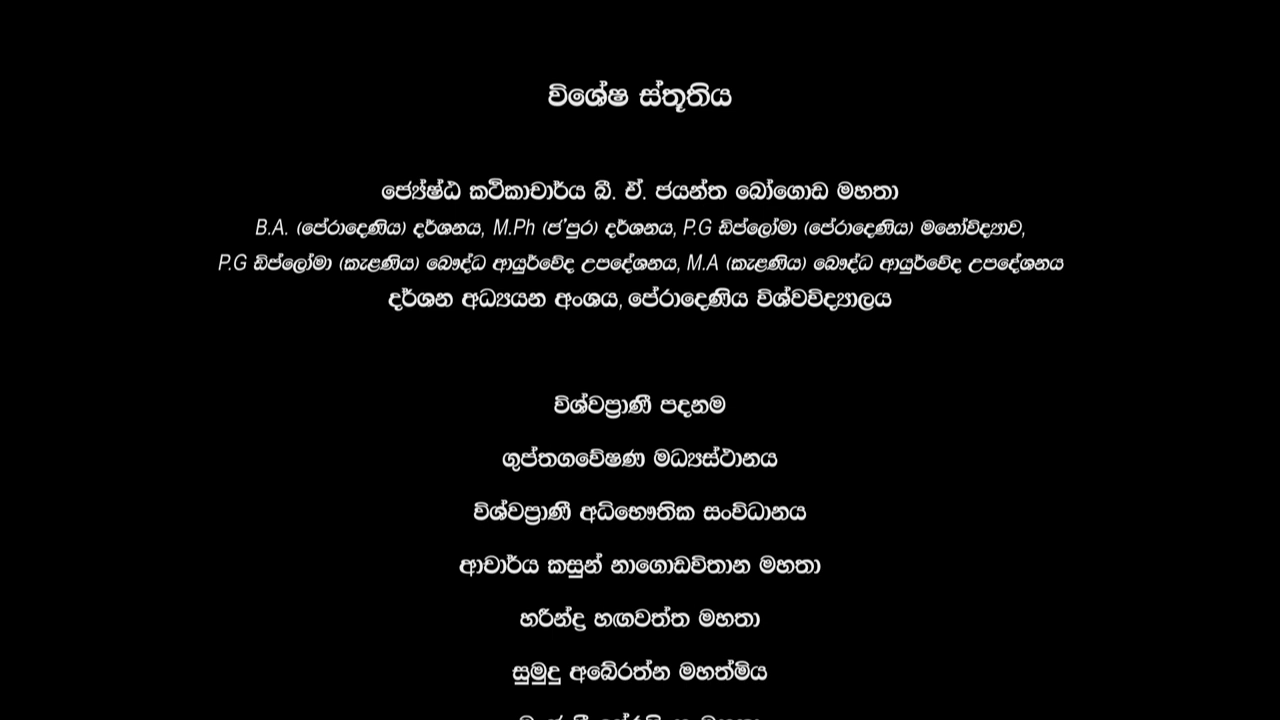 විශේෂ ස්තූතිය
ජ්‍යේෂ්ඨ කථිකාචාර්ය බී. ඒ. ජයන්ත බෝගොඩ මහතා
B.A. (පේරාදෙණිය) දර්ශනය, M.Ph (ජ'පුර) දර්ශනය, P.G ඩිප්ලෝමා (පේරාදෙණිය) මනෝවිද්‍යාව,
P.G ඩිප්ලෝමා (කැළණිය) බෞද්ධ ආයුර්වේද උපදේශනය, M.A (කැළණිය) බෞද්ධ ආයුර්වේද උපදේශනය
දර්ශන අධ්‍යයන අංශය, පේරාදෙණිය විශ්වවිද්‍යාලය
විශ්වප්‍රාණී පදනම
ගුප්තගවේෂණ මධ්‍යස්ථානය
විශ්වප්‍රාණී අධිභෞතික සංවිධානය
ආචාර්ය කසුන් නාගොඩවිතාන මහතා
හරීන්ද්‍ර හඟවත්ත මහතා
සුමුදු අබේරත්න මහත්මිය